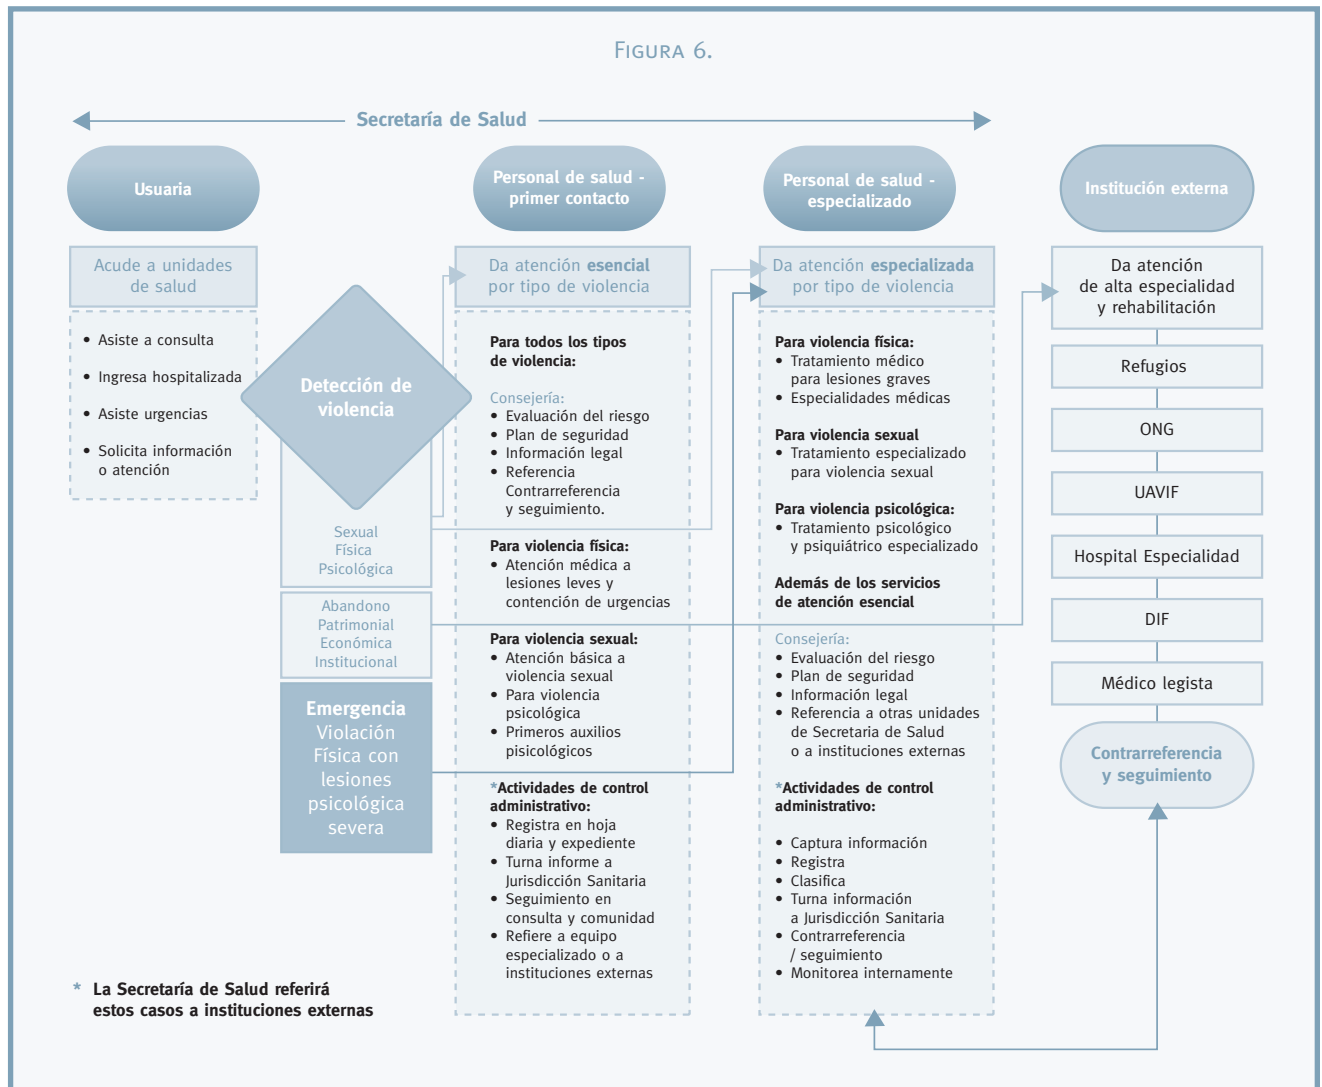 FIGURA 6.
Secretaría de Salud
Usuaria
Acude a unidades
de salud
• Asiste a consulta
• Ingresa hospitalizada
• Asiste urgencias
• Solicita información
o atención
Detección de
violencia
Sexual
Física
Psicológica
Abandono
Patrimonial
Económica
Institucional
Emergencia
Violación
Física con
lesiones
psicológica
severa
Personal de salud -
primer contacto
Da atención esencial
por tipo de violencia
Para todos los tipos
de violencia:
Consejería:
• Evaluación del riesgo
• Plan de seguridad
• Información legal
• Referencia
Contrarreferencia
y seguimiento.
Para violencia física:
• Atención médica a
lesiones leves y
contención de urgencias
Para violencia sexual:
• Atención básica a
violencia sexual
• Para violencia
psicológica
• Primeros auxilios
pisicológicos
*Actividades de control
administrativo:
• Registra en hoja
diaria y expediente
• Turna informe a
Jurisdicción Sanitaria
• Seguimiento en
consulta y comunidad
• Refiere a equipo
especializado o a
instituciones externas
Personal de salud -
especializado
Da atención especializada
por tipo de violencia
Para violencia física:
• Tratamiento médico
para lesiones graves
• Especialidades médicas
Para violencia sexual
• Tratamiento especializado
para violencia sexual
Para violencia psicológica:
• Tratamiento psicológico
y psiquiátrico especializado
Además de los servicios
de atención esencial
Consejería:
• Evaluación del riesgo
• Plan de seguridad
• Información legal
• Referencia a otras unidades
de Secretaria de Salud
o a instituciones externas
*Actividades de control
administrativo:
• Captura información
• Registra
• Clasifica
• Turna información
a Jurisdicción Sanitaria
• Contrarreferencia
/ seguimiento
• Monitorea internamente
Institución externa
Da atención
de alta especialidad
y rehabilitación
Refugios
ONG
UAVIF
Hospital Especialidad
DIF
Médico legista
Contrarreferencia
y seguimiento
* La Secretaría de Salud referirá
estos casos a instituciones externas